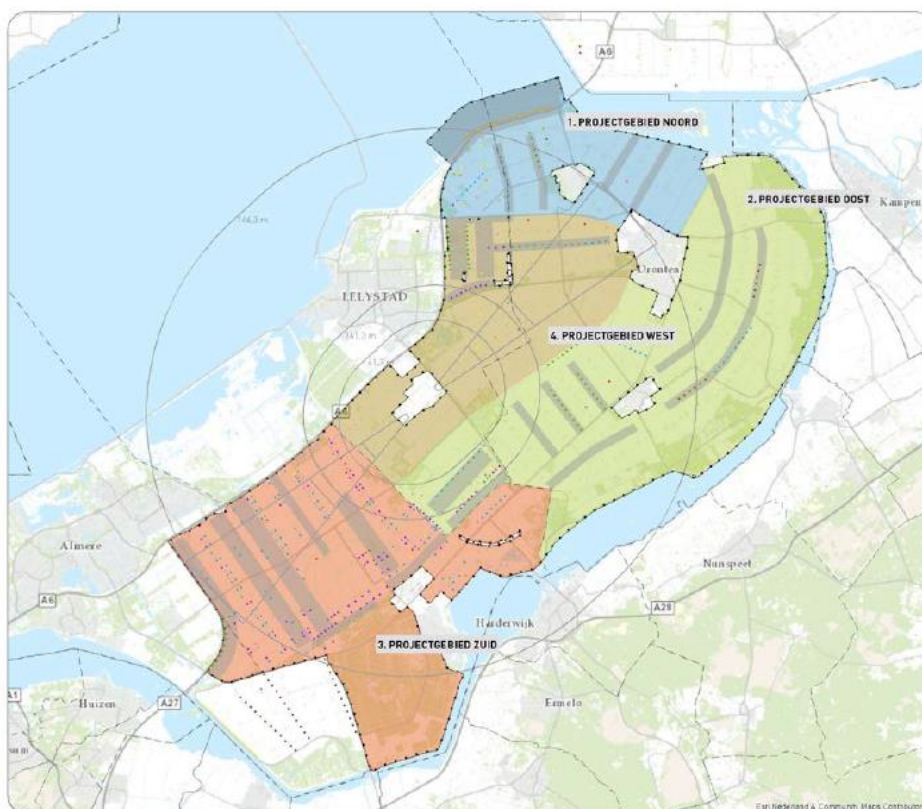 A6
1. PROJECTGEBIED NOORD
2. PROJECTGEBIED OOST
Kampen
LELYSTAD
4. PROJECTGEBIED WEST
A6
Almere
A6
Nunspeet
A28
Harderwijk
3. PROJECTGEBIED ZUID
A1
Huizen
A27
Ermelo
Esri Nederland & Community Maps Contributors